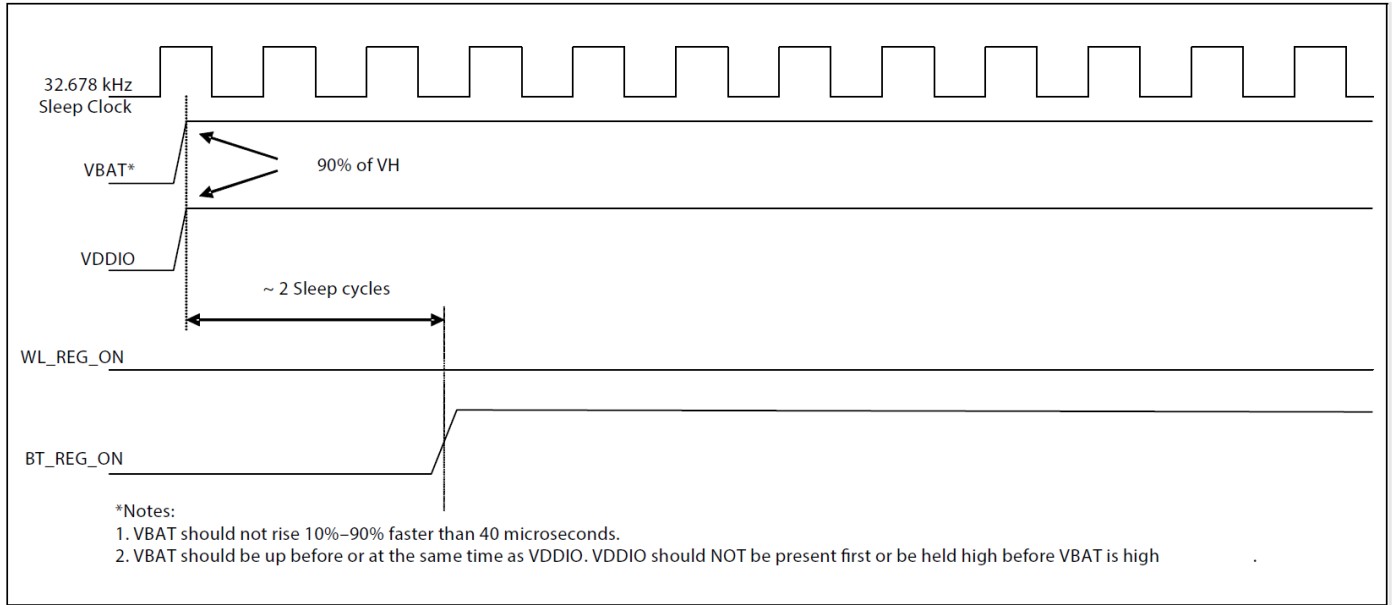 32.678 kHz
Sleep Clock
90% of VH
VBAT*
VDDIO
~ 2 Sleep cycles
WL_REG_ON
BT_REG_ON
*Notes:
1. VBAT should not rise 10%–90% faster than 40 microseconds.
2. VBAT should be up before or at the same time as VDDIO. VDDIO should NOT be present first or be held high before VBAT is high .